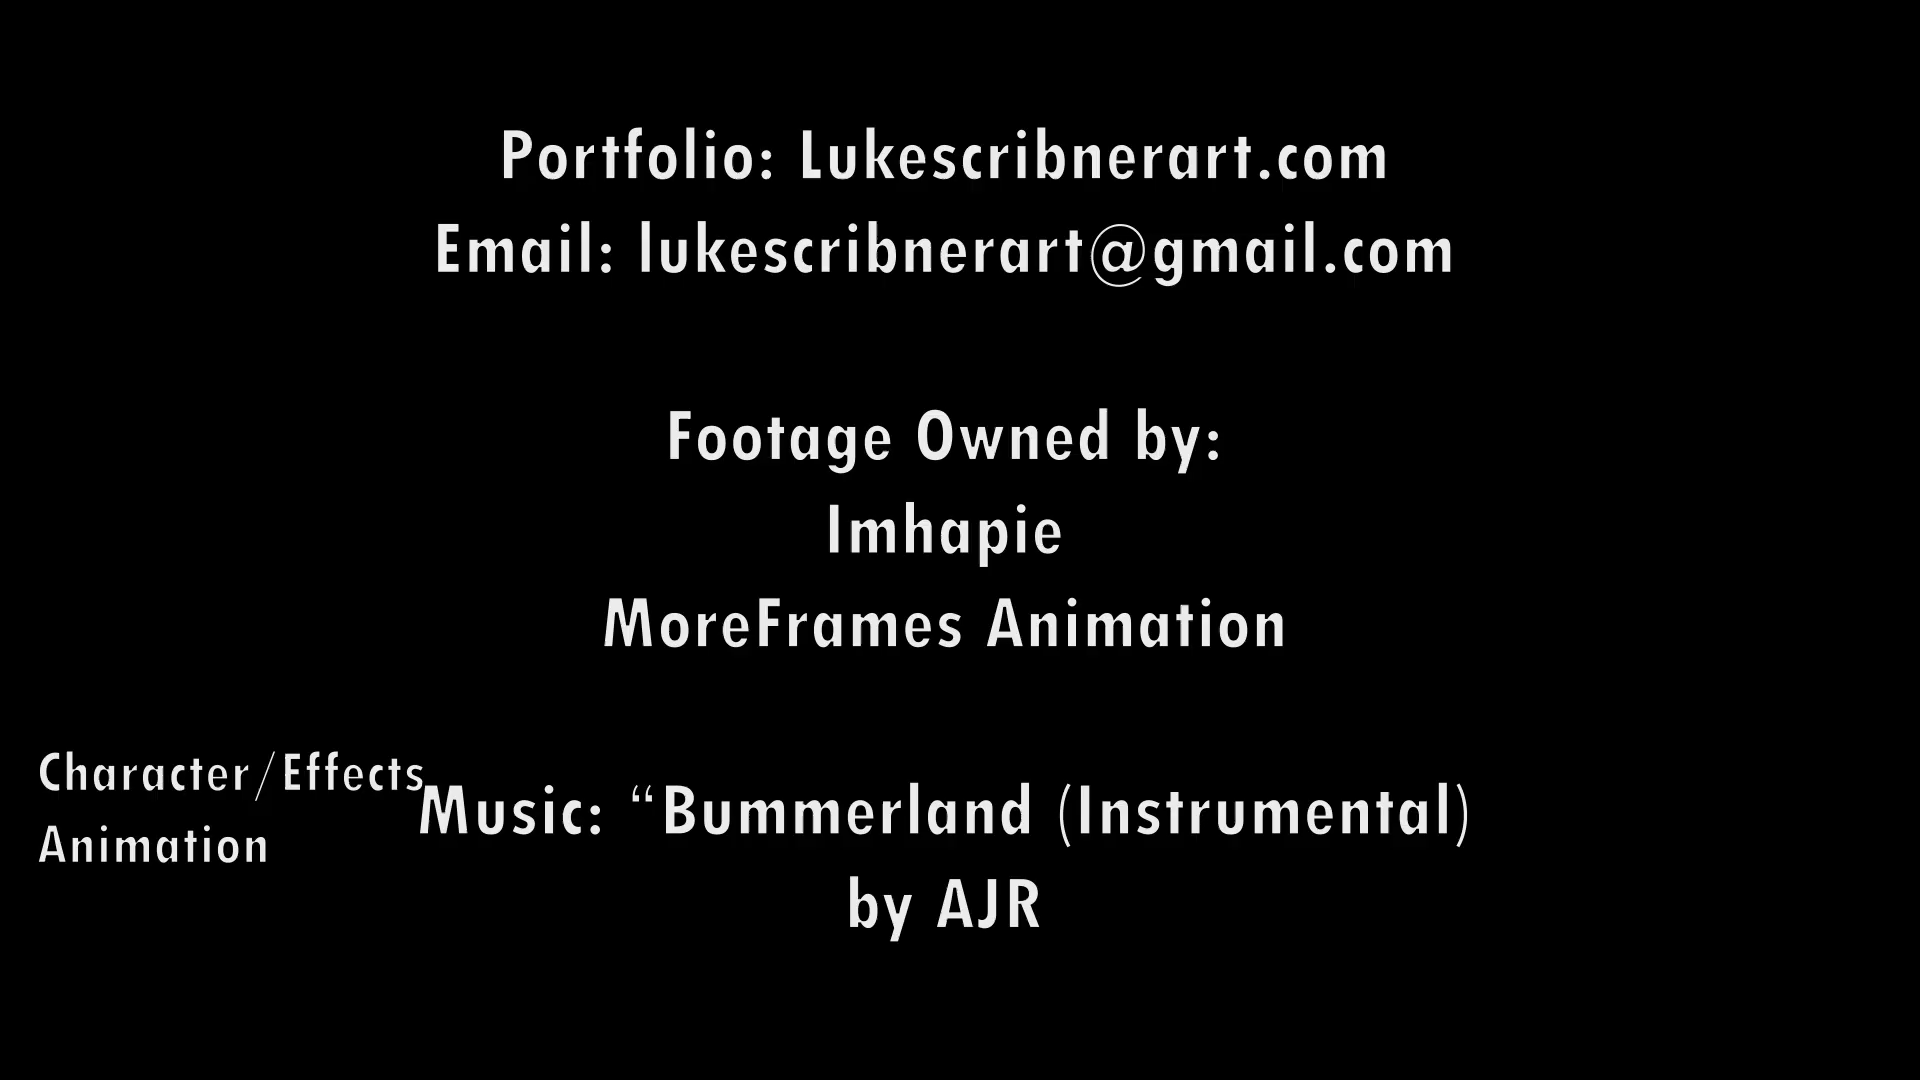 Portfolio: Lukescribnerart.com
Email: lukescribnerart@gmail.com
Footage Owned by:
Imhapie
MoreFrames Animation
Character/Effects
Animation
Music: “Bummerland (Instrumental)
by AJR